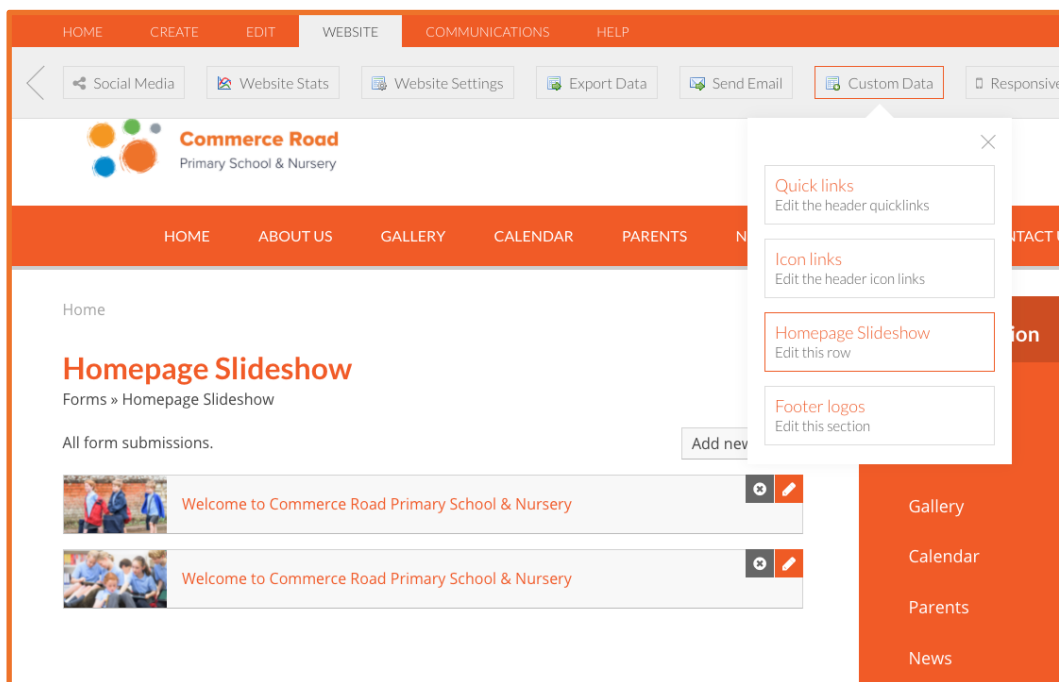 HOME CREATE EDIT WEBSITE COMMUNICATIONS HELP
Social Media Website Stats Website Settings Export Data Send Email Custom Data Responsive
Commerce Road
Primary School & Nursery
Quick links
Edit the header quicklinks
HOME ABOUT US GALLERY CALENDAR PARENTS N NTACT U
Icon links
Edit the header icon links
Home
Homepage Slideshow
Edit this row
ion
Homepage Slideshow
Forms » Homepage Slideshow
Footer logos
Edit this section
All form submissions.
Add new
Welcome to Commerce Road Primary School & Nursery
Gallery
Calendar
Welcome to Commerce Road Primary School & Nursery
Parents
News